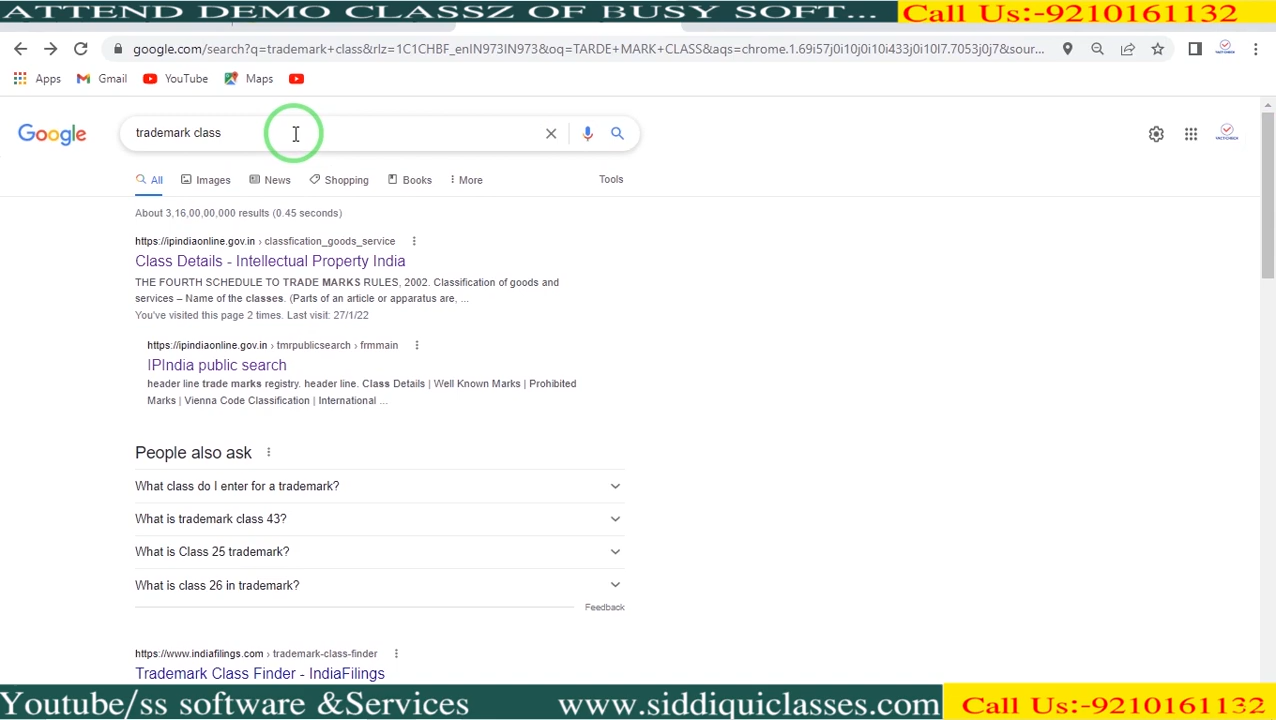 ATTEND DEMO CLASSZ OF BUSY SOFT... Call Us:-9210161132
google.com/search?q=trademark+class&rlz=1C1CHBF_enIN973IN973&oq=TARDE+MARK+CLASS&aqs=chrome.1.69i57j0i10j0i10i433j0i10l7.7053j0j7&sour...
Apps Gmail YouTube Maps
Google trademark class
All Images News Shopping Books More Tools
About 3,16,00,00,000 results (0.45 seconds)
https://ipindiaonline.gov.in › classfication_goods_service
Class Details - Intellectual Property India
THE FOURTH SCHEDULE TO TRADE MARKS RULES, 2002. Classification of goods and
services – Name of the classes. (Parts of an article or apparatus are, ...
You've visited this page 2 times. Last visit: 27/1/22
https://ipindiaonline.gov.in › tmrpublicsearch › frmmain
IPIndia public search
header line trade marks registry. header line. Class Details | Well Known Marks | Prohibited
Marks | Vienna Code Classification | International ...
People also ask
What class do I enter for a trademark?
What is trademark class 43?
What is Class 25 trademark?
What is class 26 in trademark?
Feedback
https://www.indiafilings.com › trademark-class-finder
Trademark Class Finder - IndiaFilings
Youtube/ss software &Services www.siddiquiclasses.com Call Us:-9210161132